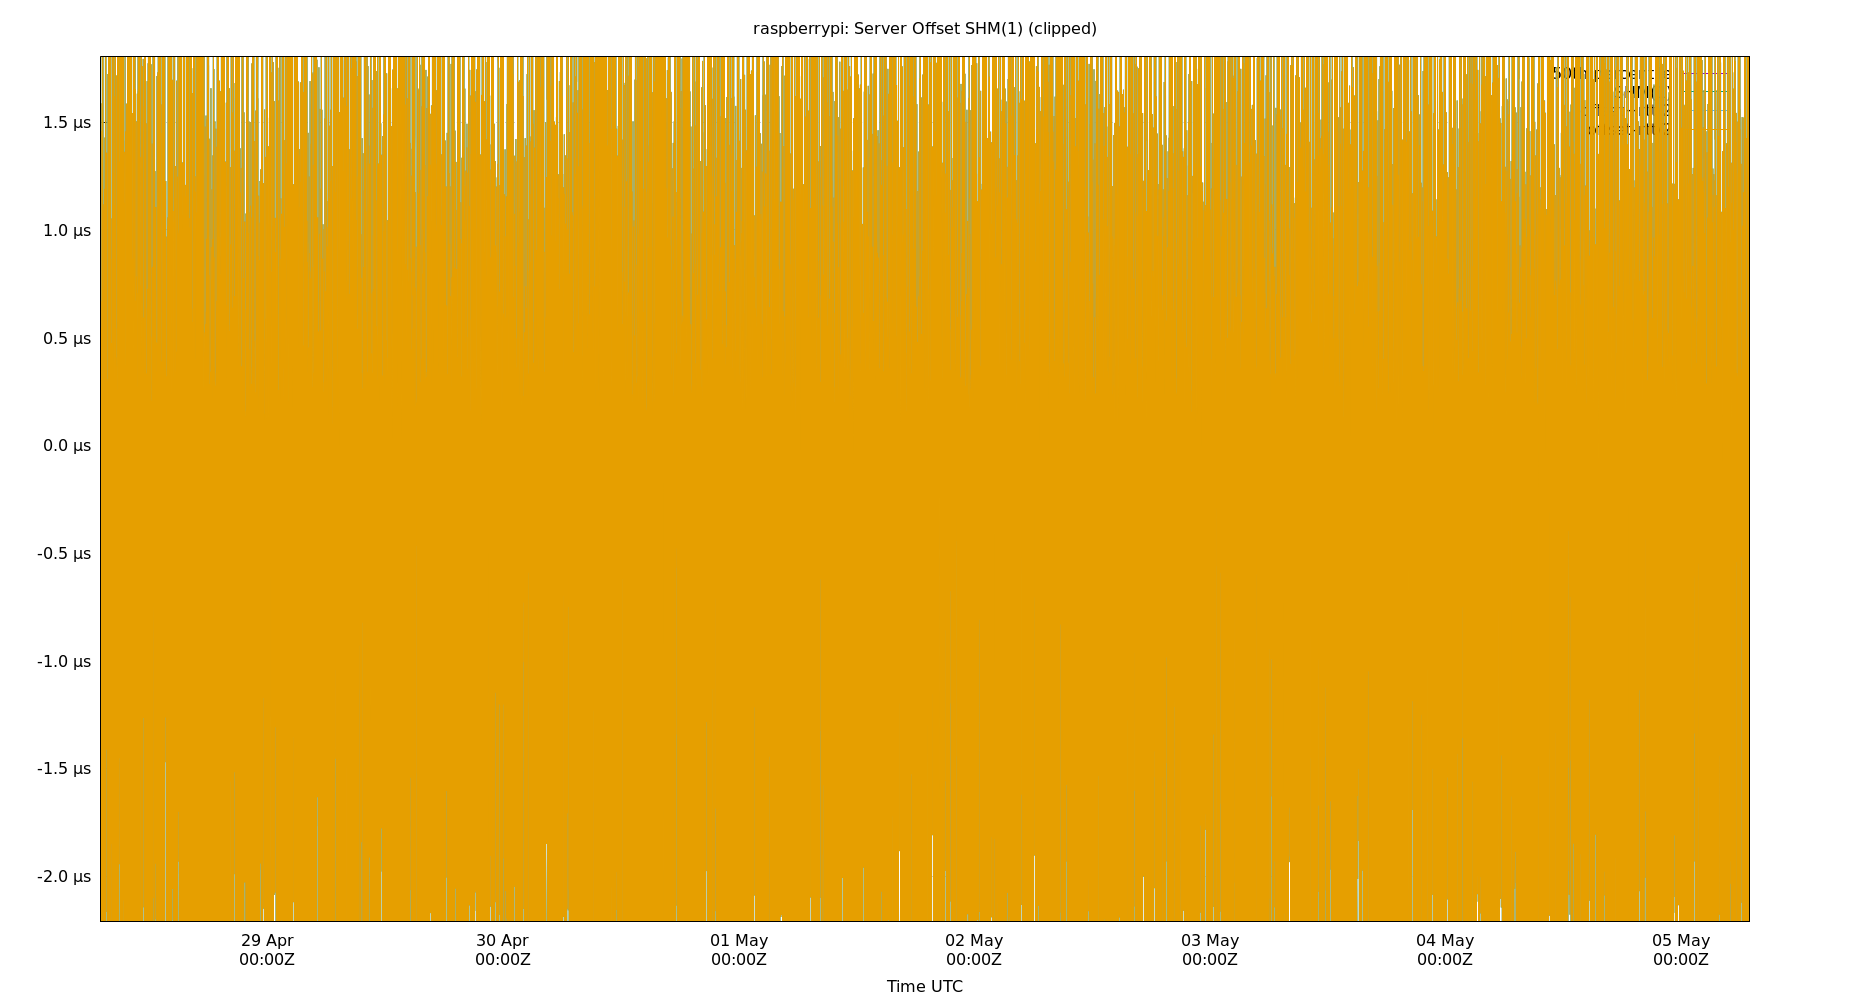 raspberrypi: Server Offset SHM(1) (clipped)
1.5 µs
1.0 µs
0.5 µs
0.0 µs
-0.5 µs
-1.0 µs
-1.5 µs
-2.0 µs
29 Apr 00:00Z
30 Apr 00:00Z
01 May 00:00Z
02 May 00:00Z
03 May 00:00Z
04 May 00:00Z
05 May 00:00Z
Time UTC